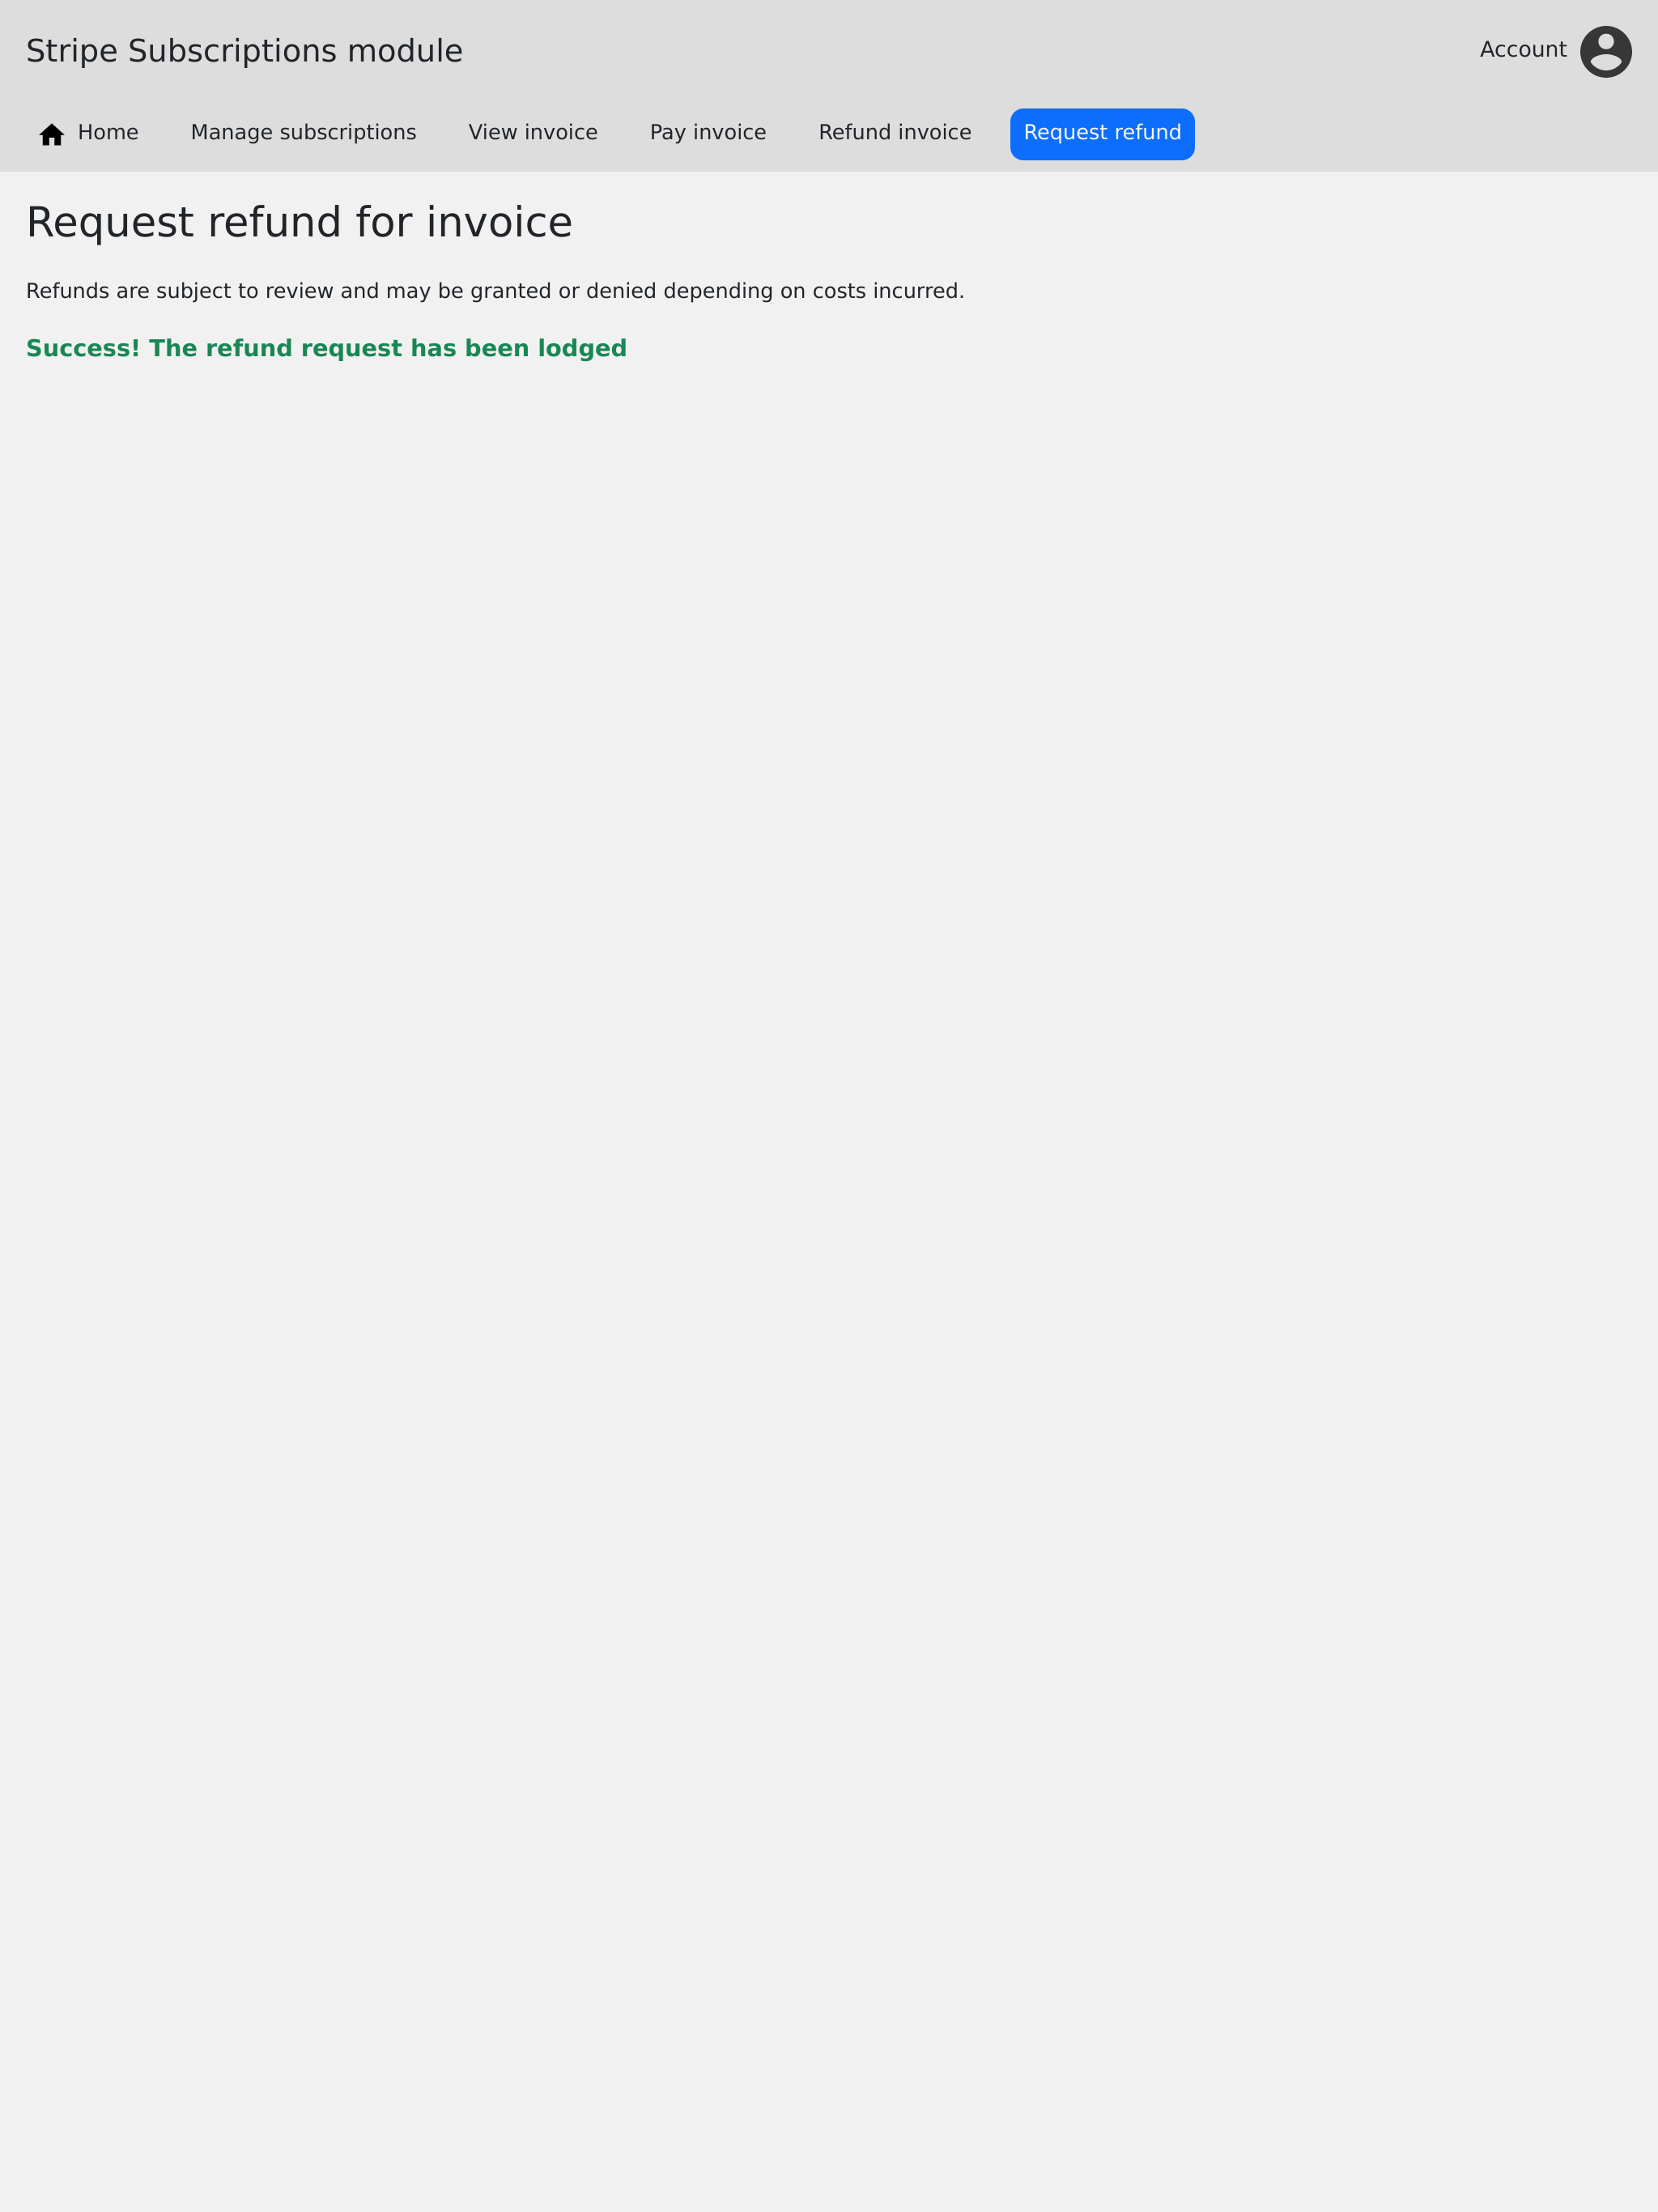 Stripe Subscriptions module
Account
Home
Manage subscriptions
View invoice
Pay invoice
Refund invoice
Request refund
Request refund for invoice
Refunds are subject to review and may be granted or denied depending on costs incurred.
Success! The refund request has been lodged